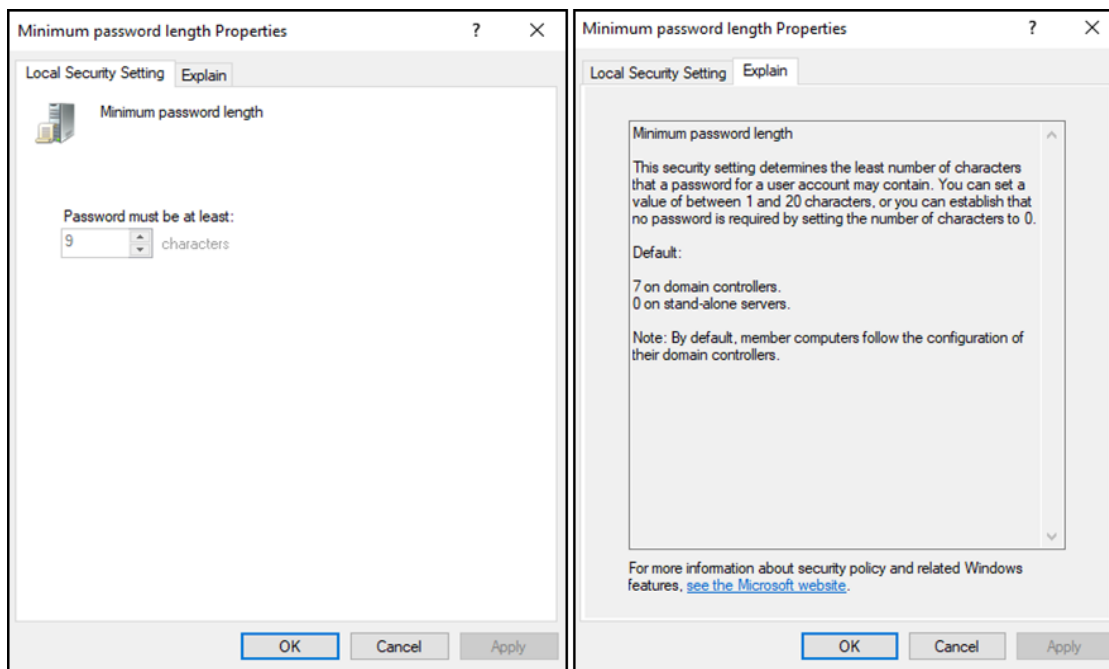 Minimum password length Properties ? ×
Local Security Setting Explain
Minimum password length
Password must be at least:
9 characters
OK Cancel Apply
Minimum password length Properties ? ×
Local Security Setting Explain
Minimum password length
This security setting determines the least number of characters
that a password for a user account may contain. You can set a
value of between 1 and 20 characters, or you can establish that
no password is required by setting the number of characters to 0.
Default:
7 on domain controllers.
0 on stand-alone servers.
Note: By default, member computers follow the configuration of
their domain controllers.
For more information about security policy and related Windows
features, see the Microsoft website.
OK Cancel Apply